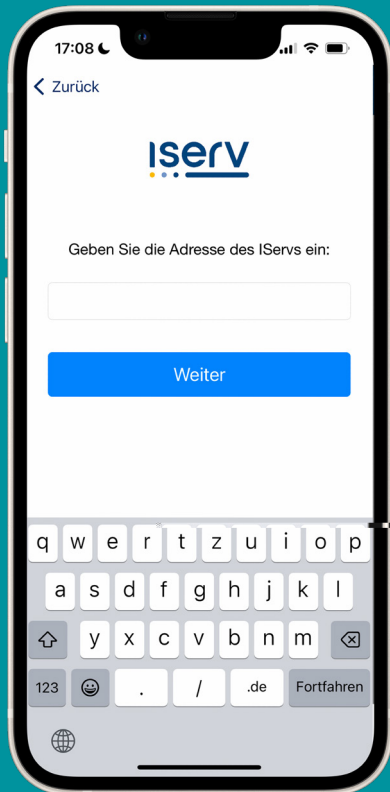 17:08
Zurück
Iserv
Geben Sie die Adresse des IServs ein:
Weiter
q w e r t z u i o p
a s d f g h j k l
y x c v b n m
123 . / .de Fortfahren